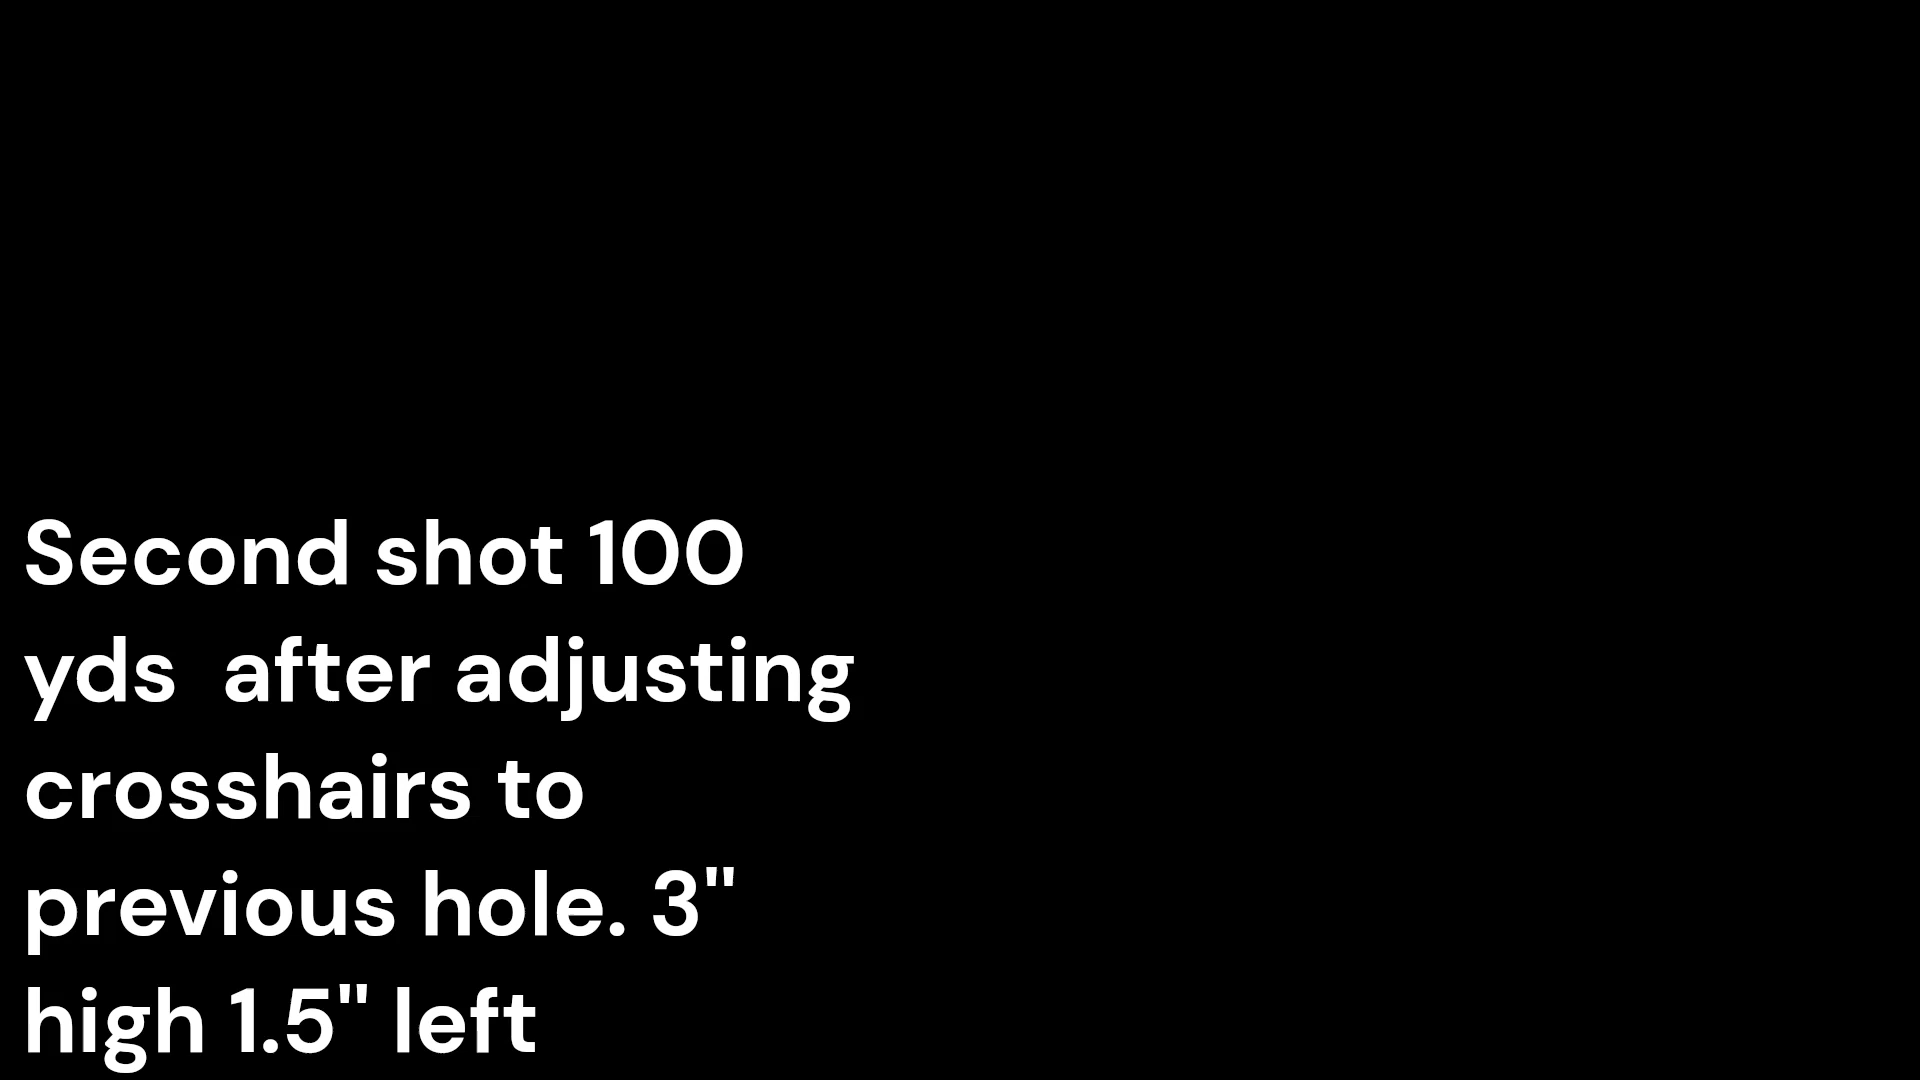 Second shot 100
yds  after adjusting
crosshairs to
previous hole. 3"
high 1.5" left